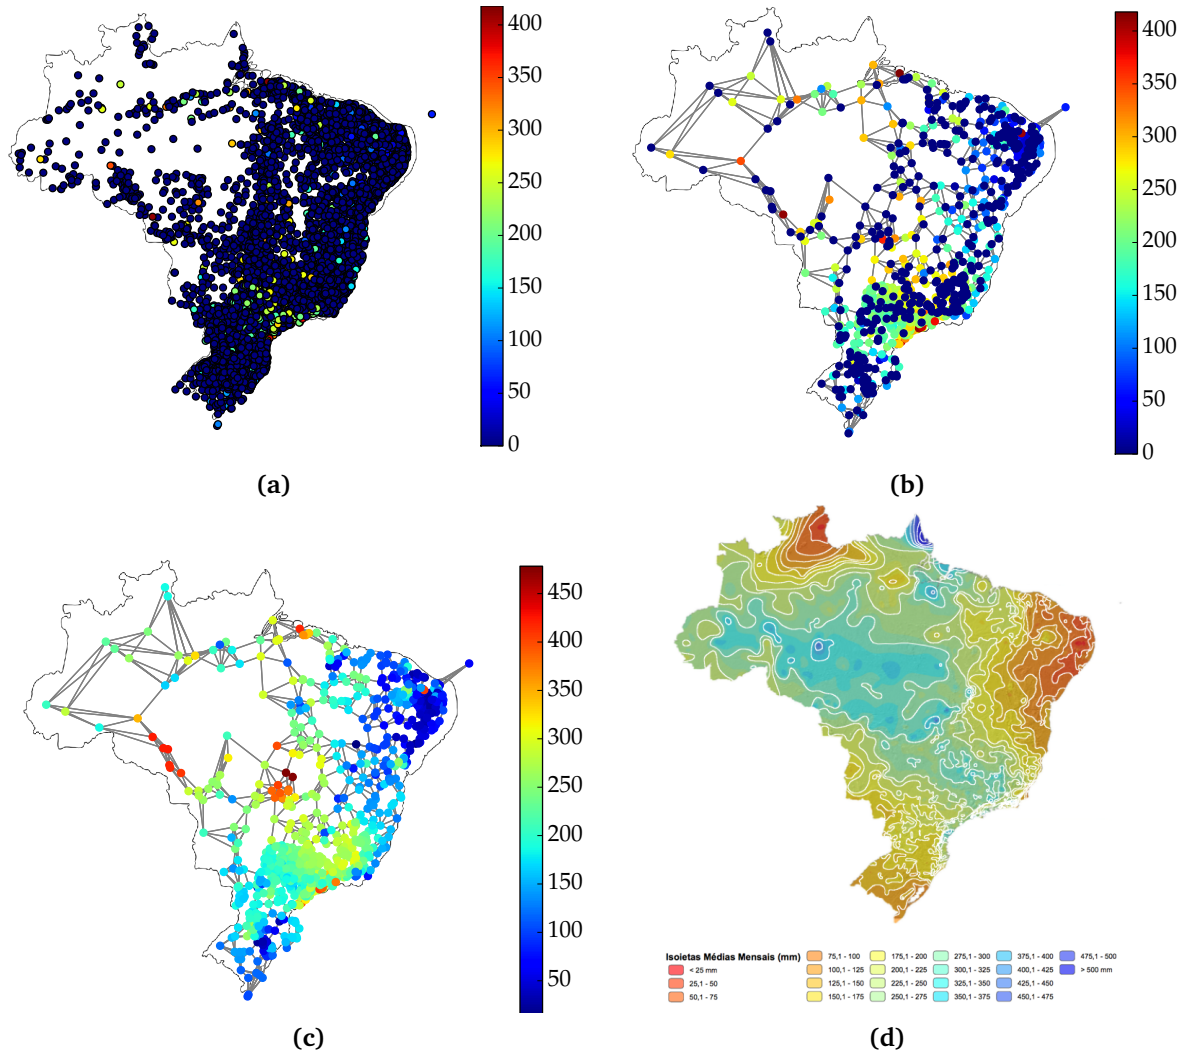 400
350
300
250
200
150
100
50
0
(a)
400
350
300
250
200
150
100
50
0
(b)
450
400
350
300
250
200
150
100
50
(c)
Isoietas Médias Mensais (mm)
< 25 mm
25,1 - 50
50,1 - 75
75,1 - 100
100,1 - 125
125,1 - 150
150,1 - 175
175,1 - 200
200,1 - 225
225,1 - 250
250,1 - 275
275,1 - 300
300,1 - 325
325,1 - 350
350,1 - 375
375,1 - 400
400,1 - 425
425,1 - 450
450,1 - 475
475,1 - 500
> 500 mm
(d)